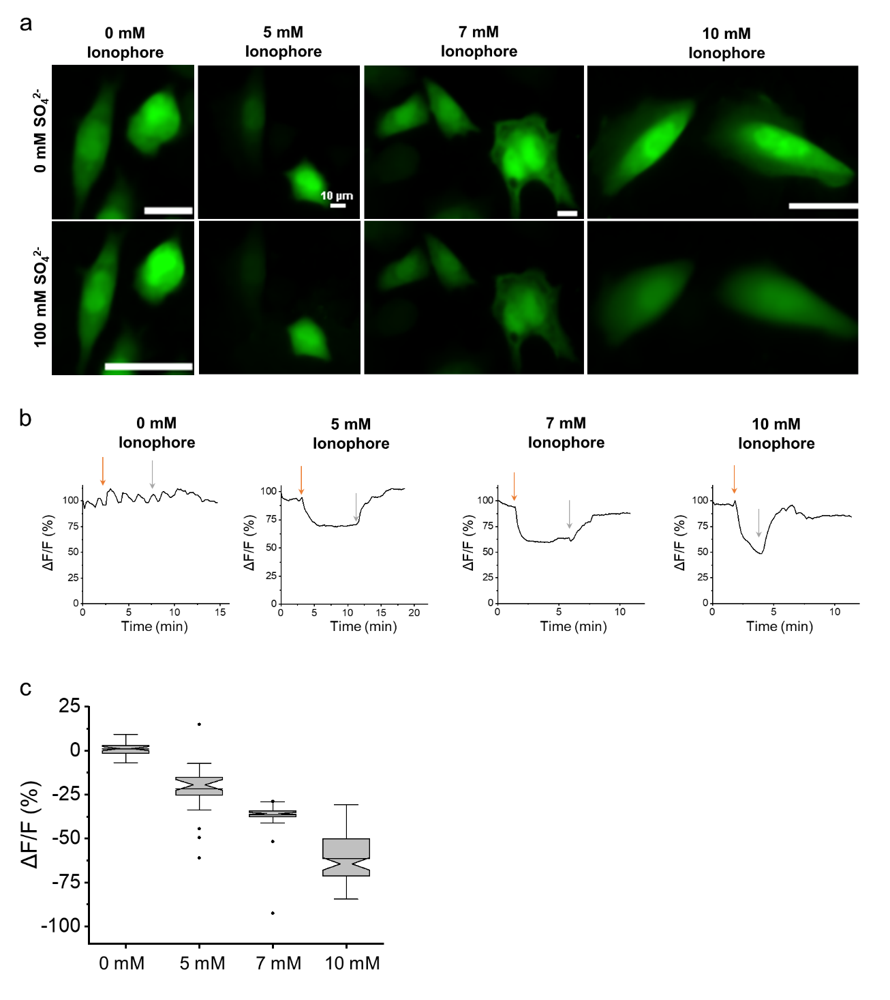 a
0 mM
Ionophore
5 mM
Ionophore
7 mM
Ionophore
10 mM
Ionophore
0 mM SO₄²⁻
10 µm
100 mM SO₄²⁻
b
0 mM
Ionophore
5 mM
Ionophore
7 mM
Ionophore
10 mM
Ionophore
ΔF/F (%)
100
75
50
25
0
0 5 10 15
Time (min)
ΔF/F (%)
100
75
50
25
0
0 5 10 15 20
Time (min)
ΔF/F (%)
100
75
50
25
0
0 5 10
Time (min)
ΔF/F (%)
100
75
50
25
0
0 5 10
Time (min)
c
ΔF/F (%)
25
0
-25
-50
-75
-100
0 mM 5 mM 7 mM 10 mM